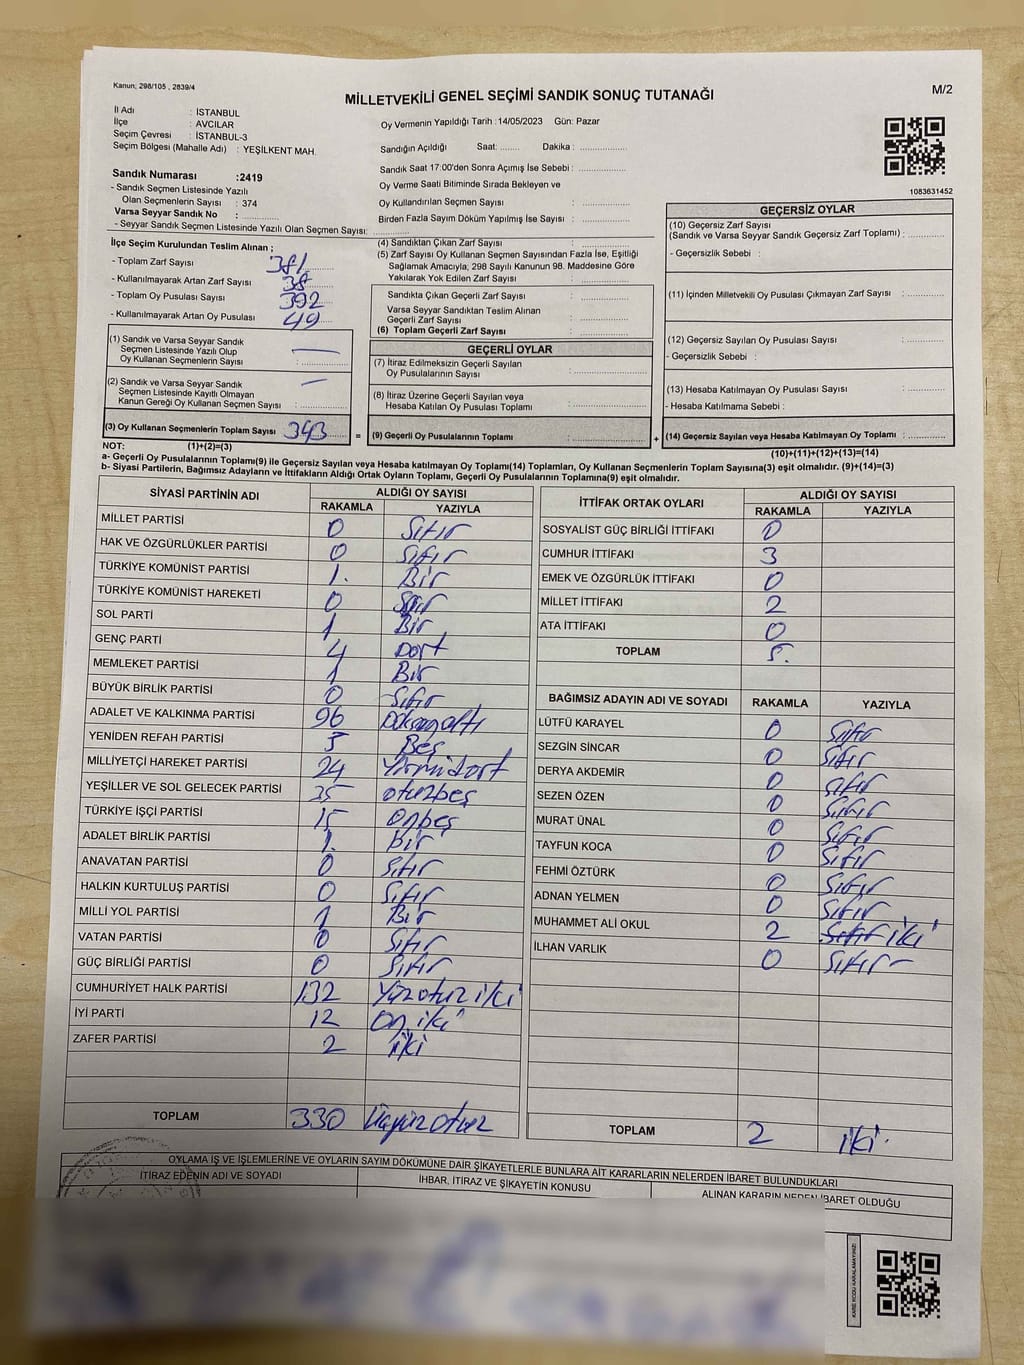 Kanun; 298/105 , 2839/4
MİLLETVEKİLİ GENEL SEÇİMİ SANDIK SONUÇ TUTANAĞI
M/2
İl Adı : İSTANBUL
İlçe : AVCILAR
Seçim Çevresi : İSTANBUL-3
Seçim Bölgesi (Mahalle Adı) : YEŞİLKENT MAH.
Oy Vermenin Yapıldığı Tarih :14/05/2023 Gün: Pazar
Sandığın Açıldığı Saat: .............. Dakika : ..............
Sandık Saat 17:00'den Sonra Açımış İse Sebebi : ..............
Oy Verme Saati Bitiminde Sırada Bekleyen ve
Oy Kullandırılan Seçmen Sayısı : ..............
Birden Fazla Sayım Döküm Yapılmış İse Sayısı : ..............
1083631452
Sandık Numarası :2419
- Sandık Seçmen Listesinde Yazılı
Olan Seçmenlerin Sayısı : 374
Varsa Seyyar Sandık No : ..............
- Seyyar Sandık Seçmen Listesinde Yazılı Olan Seçmen Sayısı: ..............
İlçe Seçim Kurulundan Teslim Alınan ;
- Toplam Zarf Sayısı 381
- Kullanılmayarak Artan Zarf Sayısı : 38
- Toplam Oy Pusulası Sayısı 392
- Kullanılmayarak Artan Oy Pusulası 49
(1) Sandık ve Varsa Seyyar Sandık
Seçmen Listesinde Yazılı Olup
Oy Kullanan Seçmenlerin Sayısı : —
(2) Sandık ve Varsa Seyyar Sandık
Seçmen Listesinde Kayıtlı Olmayan
Kanun Gereği Oy Kullanan Seçmen Sayısı : —
(3) Oy Kullanan Seçmenlerin Toplam Sayısı 343
(4) Sandıktan Çıkan Zarf Sayısı : ..............
(5) Zarf Sayısı Oy Kullanan Seçmen Sayısından Fazla İse, Eşitliği
Sağlamak Amacıyla, 298 Sayılı Kanunun 98. Maddesine Göre
Yakılarak Yok Edilen Zarf Sayısı : ..............
Sandıkta Çıkan Geçerli Zarf Sayısı : ..............
Varsa Seyyar Sandıktan Teslim Alınan
Geçerli Zarf Sayısı : ..............
(6) Toplam Geçerli Zarf Sayısı : ..............
GEÇERLİ OYLAR
(7) İtiraz Edilmeksizin Geçerli Sayılan
Oy Pusulalarının Sayısı : ..............
(8) İtiraz Üzerine Geçerli Sayılan veya
Hesaba Katılan Oy Pusulası Toplamı : ..............
= (9) Geçerli Oy Pusulalarının Toplamı : ..............
GEÇERSİZ OYLAR
(10) Geçersiz Zarf Sayısı
(Sandık ve Varsa Seyyar Sandık Geçersiz Zarf Toplamı) : ..............
- Geçersizlik Sebebi :
(11) İçinden Milletvekili Oy Pusulası Çıkmayan Zarf Sayısı : ..............
(12) Geçersiz Sayılan Oy Pusulası Sayısı : ..............
- Geçersizlik Sebebi :
(13) Hesaba Katılmayan Oy Pusulası Sayısı : ..............
- Hesaba Katılmama Sebebi :
+ (14) Geçersiz Sayılan veya Hesaba Katılmayan Oy Toplamı : ..............
NOT: (1)+(2)=(3) (10)+(11)+(12)+(13)=(14)
a- Geçerli Oy Pusulalarının Toplamı(9) ile Geçersiz Sayılan veya Hesaba katılmayan Oy Toplamı(14) Toplamları, Oy Kullanan Seçmenlerin Toplam Sayısına(3) eşit olmalıdır. (9)+(14)=(3)
b- Siyasi Partilerin, Bağımsız Adayların ve İttifakların Aldığı Ortak Oyların Toplamı, Geçerli Oy Pusulalarının Toplamına(9) eşit olmalıdır.
SİYASİ PARTİNİN ADI ALDIĞI OY SAYISI
RAKAMLA YAZIYLA
MİLLET PARTİSİ 0 Sıfır
HAK VE ÖZGÜRLÜKLER PARTİSİ 0 Sıfır
TÜRKİYE KOMÜNİST PARTİSİ 1. Bir
TÜRKİYE KOMÜNİST HAREKETİ 0 Sıfır
SOL PARTİ 1 Bir
GENÇ PARTİ 4 Dört
MEMLEKET PARTİSİ 1 Bir
BÜYÜK BİRLİK PARTİSİ 0 Sıfır
ADALET VE KALKINMA PARTİSİ 96 Doksanaltı
YENİDEN REFAH PARTİSİ 5 Beş
MİLLİYETÇİ HAREKET PARTİSİ 24 Yirmidört
YEŞİLLER VE SOL GELECEK PARTİSİ 35 otuzbeş
TÜRKİYE İŞÇİ PARTİSİ 15 Onbeş
ADALET BİRLİK PARTİSİ 1. Bir
ANAVATAN PARTİSİ 0 Sıfır
HALKIN KURTULUŞ PARTİSİ 0 Sıfır
MİLLİ YOL PARTİSİ 1 Bir
VATAN PARTİSİ 0 Sıfır
GÜÇ BİRLİĞİ PARTİSİ 0 Sıfır
CUMHURİYET HALK PARTİSİ 132 Yüzotuziki
İYİ PARTİ 12 On iki
ZAFER PARTİSİ 2 iki
TOPLAM 330 Üçyüzotuz
İTTİFAK ORTAK OYLARI ALDIĞI OY SAYISI
RAKAMLA YAZIYLA
SOSYALİST GÜÇ BİRLİĞİ İTTİFAKI 0
CUMHUR İTTİFAKI 3
EMEK VE ÖZGÜRLÜK İTTİFAKI 0
MİLLET İTTİFAKI 2
ATA İTTİFAKI 0
TOPLAM 5.
BAĞIMSIZ ADAYIN ADI VE SOYADI RAKAMLA YAZIYLA
LÜTFÜ KARAYEL 0 Sıfır
SEZGİN SİNCAR 0 Sıfır
DERYA AKDEMİR 0 Sıfır
SEZEN ÖZEN 0 Sıfır
MURAT ÜNAL 0 Sıfır
TAYFUN KOCA 0 Sıfır
FEHMİ ÖZTÜRK 0 Sıfır
ADNAN YELMEN 0 Sıfır
MUHAMMET ALİ OKUL 2 Sıfır iki
İLHAN VARLIK 0 Sıfır
TOPLAM 2 iki.
OYLAMA İŞ VE İŞLEMLERİNE VE OYLARIN SAYIM DÖKÜMÜNE DAİR ŞİKAYETLERLE BUNLARA AİT KARARLARIN NELERDEN İBARET BULUNDUKLARI
İTİRAZ EDENİN ADI VE SOYADI İHBAR, İTİRAZ VE ŞİKAYETİN KONUSU ALINAN KARARIN NEDEN İBARET OLDUĞU
KARE KODU KARALAMAYINIZ!